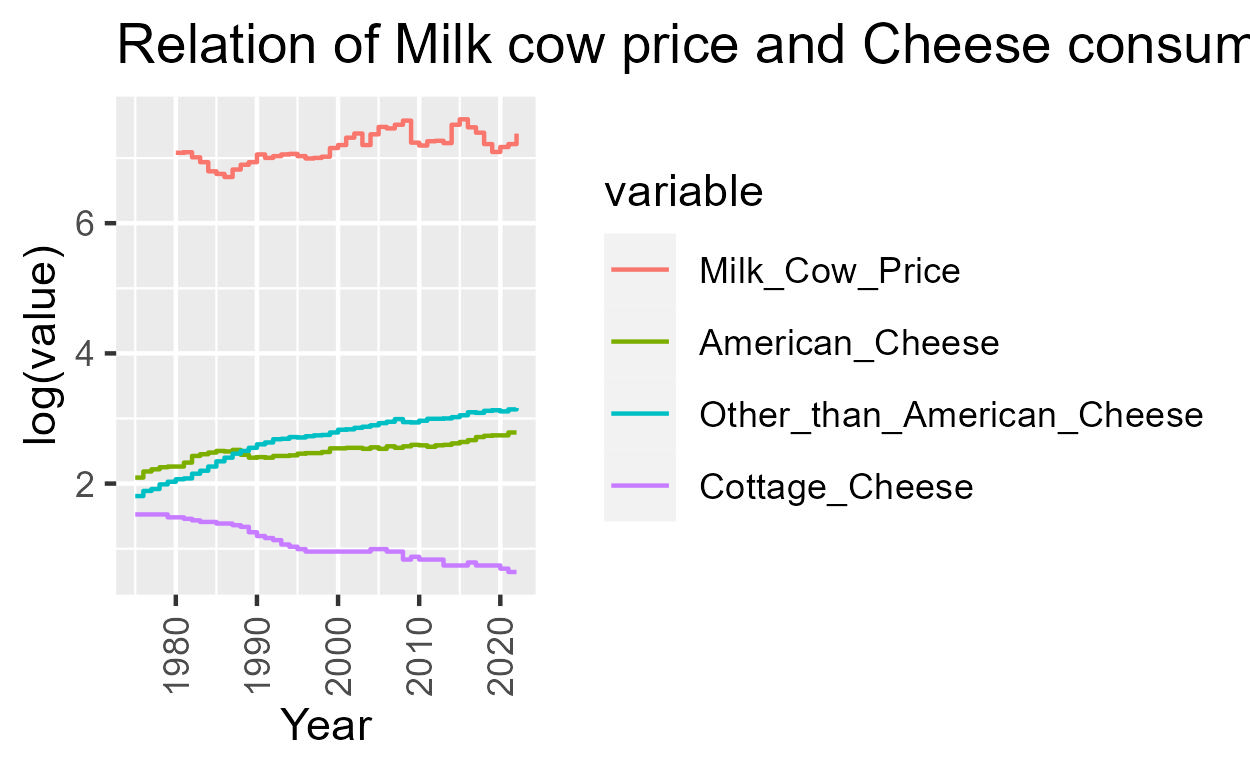 Relation of Milk cow price and Cheese consum
log(value)
6
4
2
1980
1990
2000
2010
2020
Year
variable
Milk_Cow_Price
American_Cheese
Other_than_American_Cheese
Cottage_Cheese